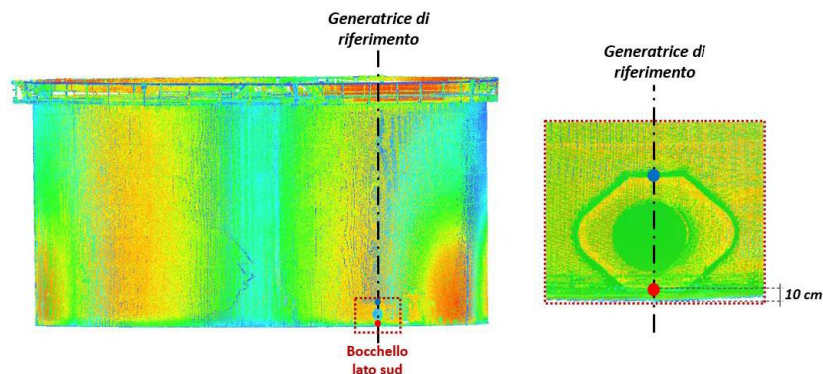 Generatrice di
riferimento
Generatrice di
riferimento
10 cm
Bocchello
lato sud